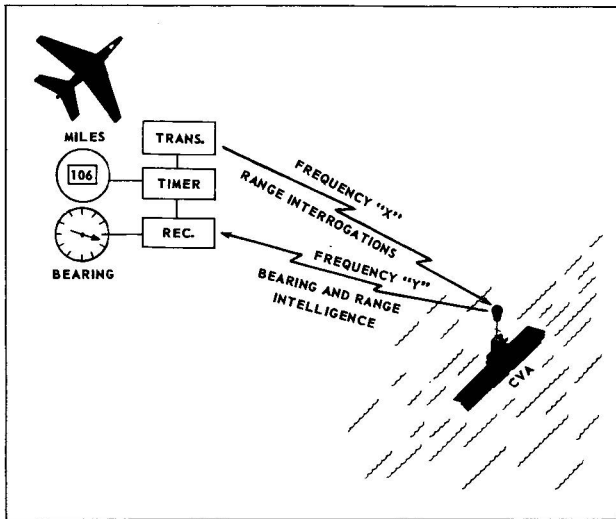 MILES
106
BEARING
TRANS.
TIMER
REC.
FREQUENCY "X"
RANGE INTERROGATIONS
FREQUENCY "Y"
BEARING AND RANGE
INTELLIGENCE
CVA